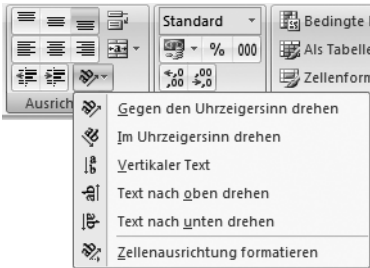 Standard
Bedingte
% 000
Als Tabelle
Zellenform
Ausrich
Gegen den Uhrzeigersinn drehen
Im Uhrzeigersinn drehen
Vertikaler Text
Text nach oben drehen
Text nach unten drehen
Zellenausrichtung formatieren